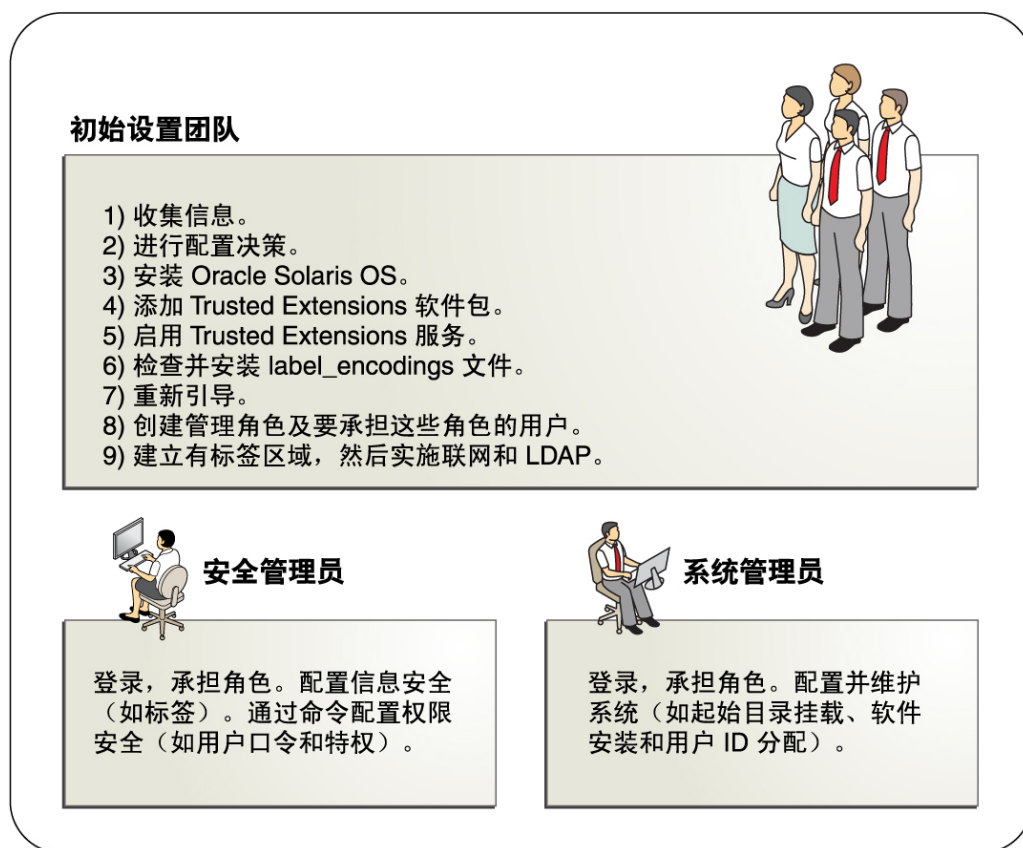 初始设置团队
1) 收集信息。
2) 进行配置决策。
3) 安装 Oracle Solaris OS。
4) 添加 Trusted Extensions 软件包。
5) 启用 Trusted Extensions 服务。
6) 检查并安装 label_encodings 文件。
7) 重新引导。
8) 创建管理角色及要承担这些角色的用户。
9) 建立有标签区域，然后实施联网和 LDAP。
安全管理员
登录，承担角色。配置信息安全
（如标签）。通过命令配置权限
安全（如用户口令和特权）。
系统管理员
登录，承担角色。配置并维护
系统（如起始目录挂载、软件
安装和用户 ID 分配）。